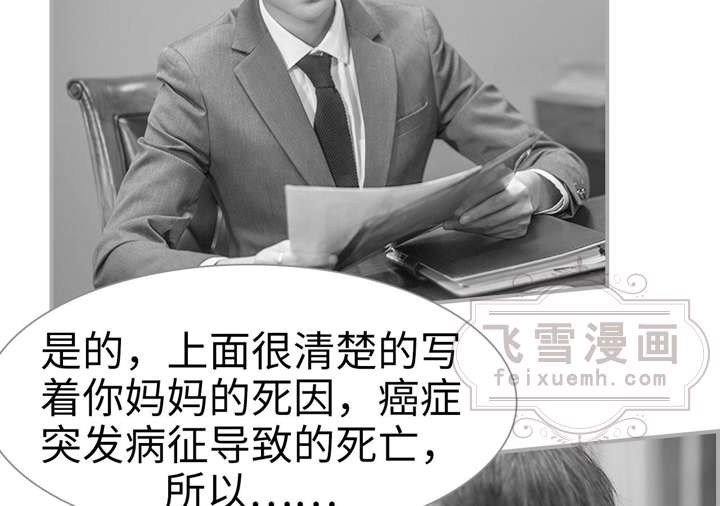 飞雪漫画
feixuemh.com
是的，上面很清楚的写
着你妈妈的死因，癌症
突发病征导致的死亡，
所以……